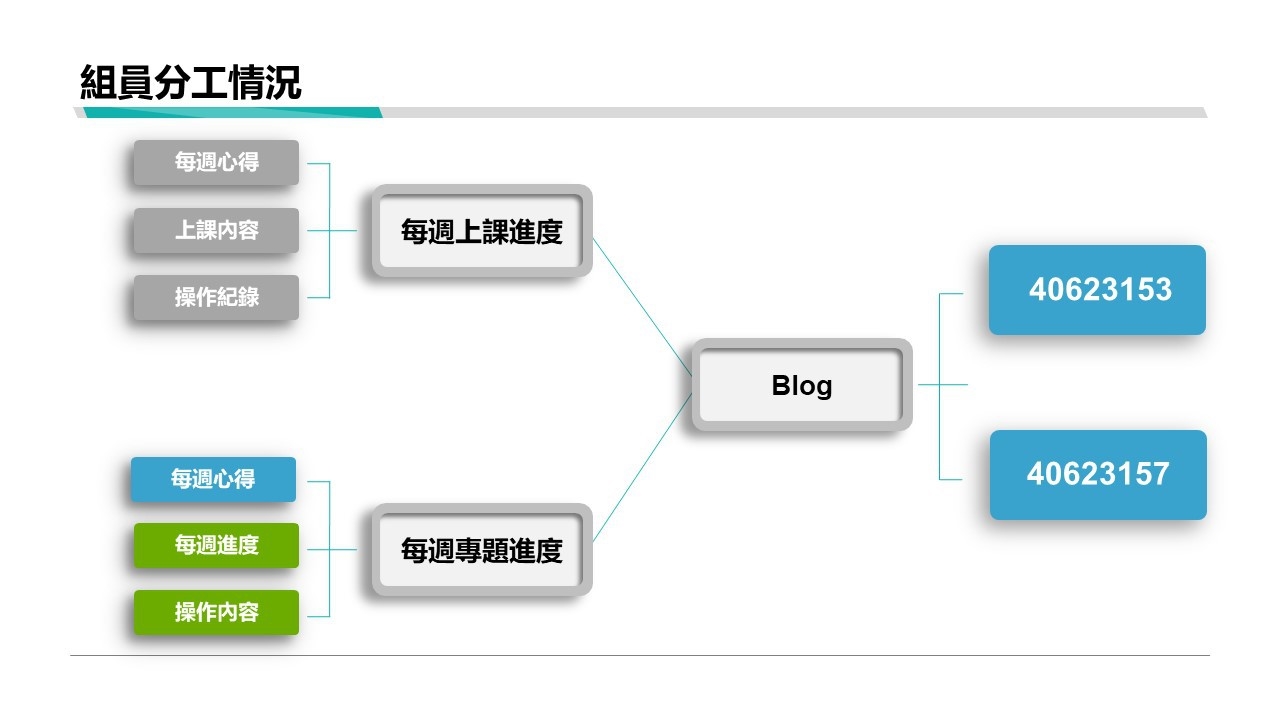 組員分工情況
每週心得
上課內容
操作紀錄
每週上課進度
Blog
40623153
40623157
每週心得
每週進度
操作內容
每週專題進度